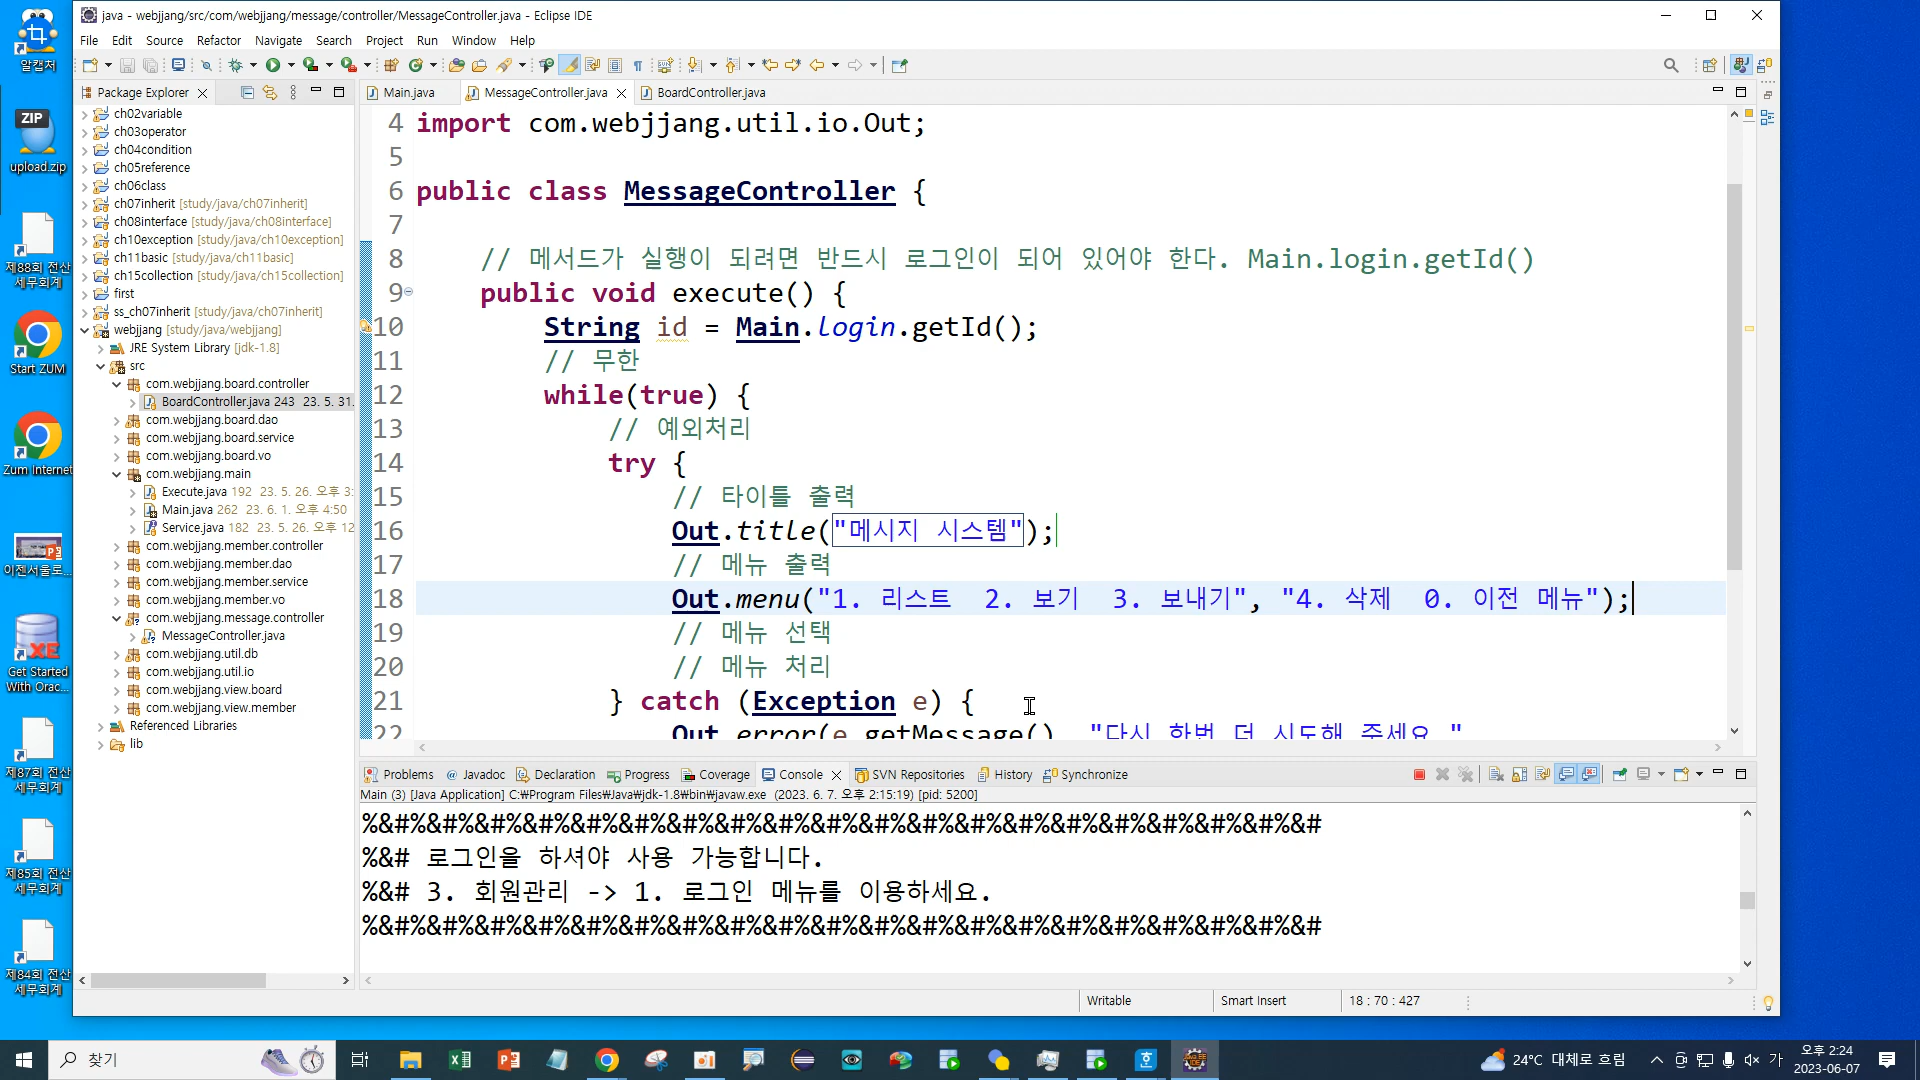 알캡처
ZIP
upload.zip
제88회 전산
세무회계
Start ZUM
Zum Internet
이젠서울로...
Get Started
With Orac...
제87회 전산
세무회계
제85회 전산
세무회계
제84회 전산
세무회계
java - webjjang/src/com/webjjang/message/controller/MessageController.java - Eclipse IDE
File Edit Source Refactor Navigate Search Project Run Window Help
Package Explorer
ch02variable
ch03operator
ch04condition
ch05reference
ch06class
ch07inherit [study/java/ch07inherit]
ch08interface [study/java/ch08interface]
ch10exception [study/java/ch10exception]
ch11basic [study/java/ch11basic]
ch15collection [study/java/ch15collection]
first
ss_ch07inherit [study/java/ch07inherit]
webjjang [study/java/webjjang]
JRE System Library [jdk-1.8]
src
com.webjjang.board.controller
BoardController.java 243 23. 5. 31.
com.webjjang.board.dao
com.webjjang.board.service
com.webjjang.board.vo
com.webjjang.main
Execute.java 192 23. 5. 26. 오후 3:
Main.java 262 23. 6. 1. 오후 4:50
Service.java 182 23. 5. 26. 오후 12
com.webjjang.member.controller
com.webjjang.member.dao
com.webjjang.member.service
com.webjjang.member.vo
com.webjjang.message.controller
MessageController.java
com.webjjang.util.db
com.webjjang.util.io
com.webjjang.view.board
com.webjjang.view.member
Referenced Libraries
lib
Main.java MessageController.java BoardController.java
4 import com.webjjang.util.io.Out;
5
6 public class MessageController {
7
8 // 메서드가 실행이 되려면 반드시 로그인이 되어 있어야 한다. Main.login.getId()
9 public void execute() {
10 String id = Main.login.getId();
11 // 무한
12 while(true) {
13 // 예외처리
14 try {
15 // 타이틀 출력
16 Out.title("메시지 시스템");
17 // 메뉴 출력
18 Out.menu("1. 리스트  2. 보기  3. 보내기", "4. 삭제  0. 이전 메뉴");
19 // 메뉴 선택
20 // 메뉴 처리
21 } catch (Exception e) {
22 Out.error(e.getMessage(), "다시 한번 더 시도해 주세요."
Problems Javadoc Declaration Progress Coverage Console SVN Repositories History Synchronize
Main (3) [Java Application] C:₩Program Files₩Java₩jdk-1.8₩bin₩javaw.exe (2023. 6. 7. 오후 2:15:19) [pid: 5200]
%&#%&#%&#%&#%&#%&#%&#%&#%&#%&#%&#%&#%&#%&#%&#%&#%&#%&#%&#%&#
%&# 로그인을 하셔야 사용 가능합니다.
%&# 3. 회원관리 -> 1. 로그인 메뉴를 이용하세요.
%&#%&#%&#%&#%&#%&#%&#%&#%&#%&#%&#%&#%&#%&#%&#%&#%&#%&#%&#%&#
Writable Smart Insert 18 : 70 : 427
찾기
24°C 대체로 흐림
가
오후 2:24
2023-06-07